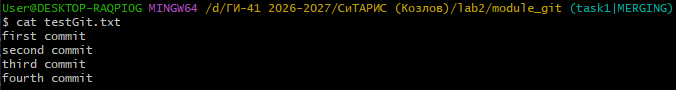 User@DESKTOP-RAQPIOG MINGW64 /d/ГИ-41 2026-2027/СиТАРИС (Козлов)/lab2/module_git (task1|MERGING)
$ cat testGit.txt
first commit
second commit
third commit
fourth commit